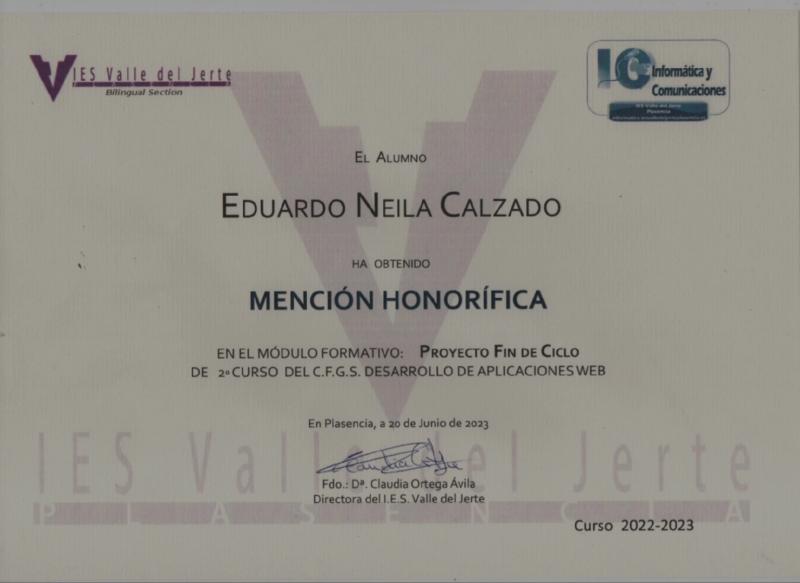 IES Valle del Jerte
PLASENCIA
Bilingual Section
IC Informática y
Comunicaciones
IES Valle del Jerte
Plasencia
EL ALUMNO
EDUARDO NEILA CALZADO
HA OBTENIDO
MENCIÓN HONORÍFICA
EN EL MÓDULO FORMATIVO: PROYECTO FIN DE CICLO
DE 2º CURSO DEL C.F.G.S. DESARROLLO DE APLICACIONES WEB
En Plasencia, a 20 de Junio de 2023
IES Valle del Jerte
Fdo.: Dª. Claudia Ortega Ávila
Directora del I.E.S. Valle del Jerte
PLASENCIA
Curso 2022-2023